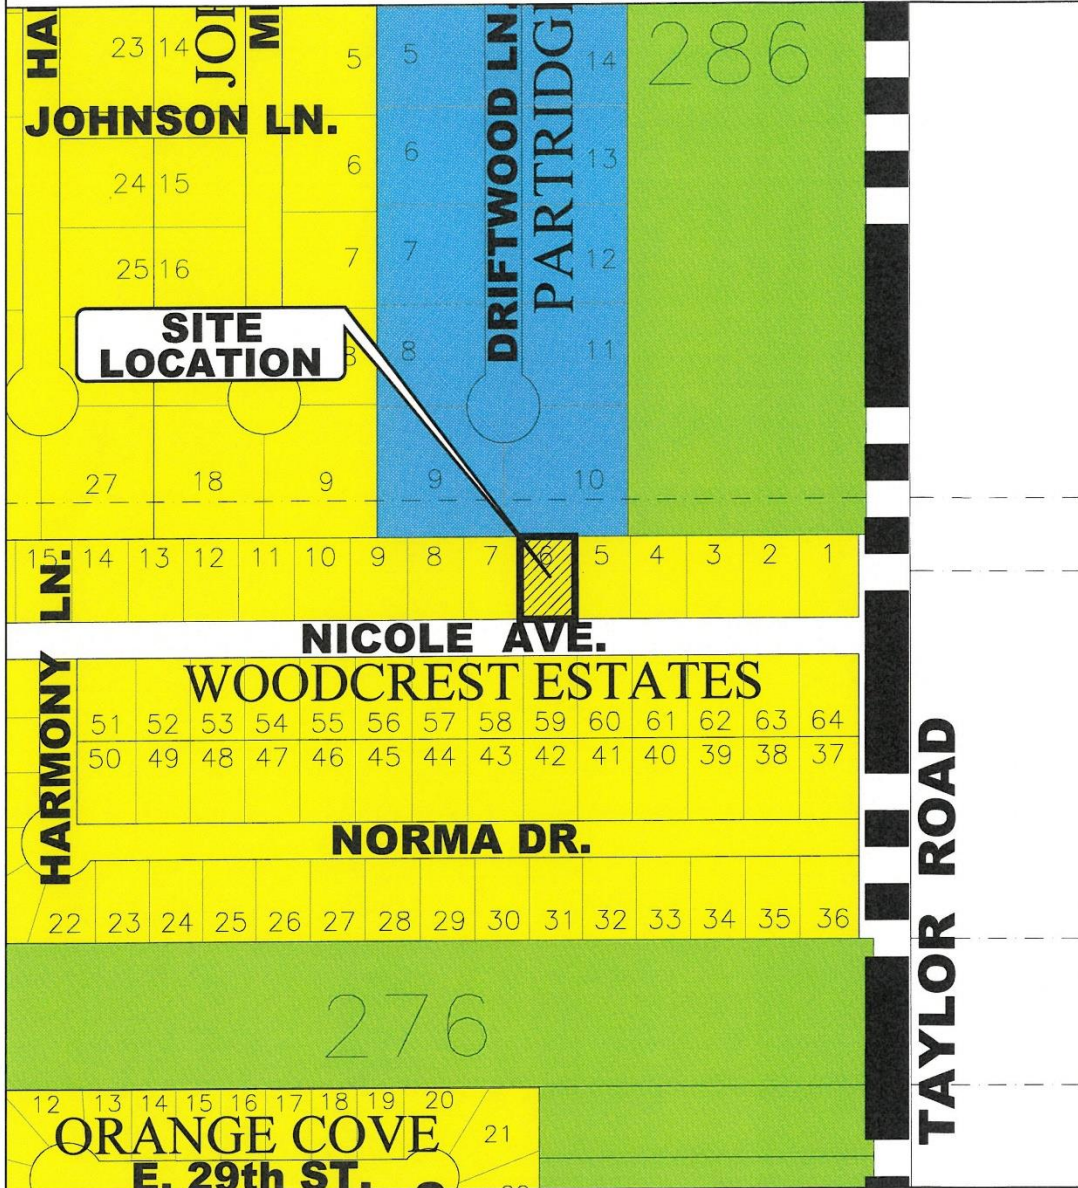 HA
23 14
JOH
MI
5
5
DRIFTWOOD LN.
PARTRIDG
14
286
JOHNSON LN.
6
6
13
24 15
7
7
12
25 16
SITE
LOCATION
8
8
11
27
18
9
9
10
15 14 13 12 11 10 9 8 7 6 5 4 3 2 1
HARMONY LN.
NICOLE AVE.
WOODCREST ESTATES
51 52 53 54 55 56 57 58 59 60 61 62 63 64
50 49 48 47 46 45 44 43 42 41 40 39 38 37
NORMA DR.
TAYLOR ROAD
22 23 24 25 26 27 28 29 30 31 32 33 34 35 36
276
12 13 14 15 16 17 18 19 20
ORANGE COVE
21
E. 29th ST.